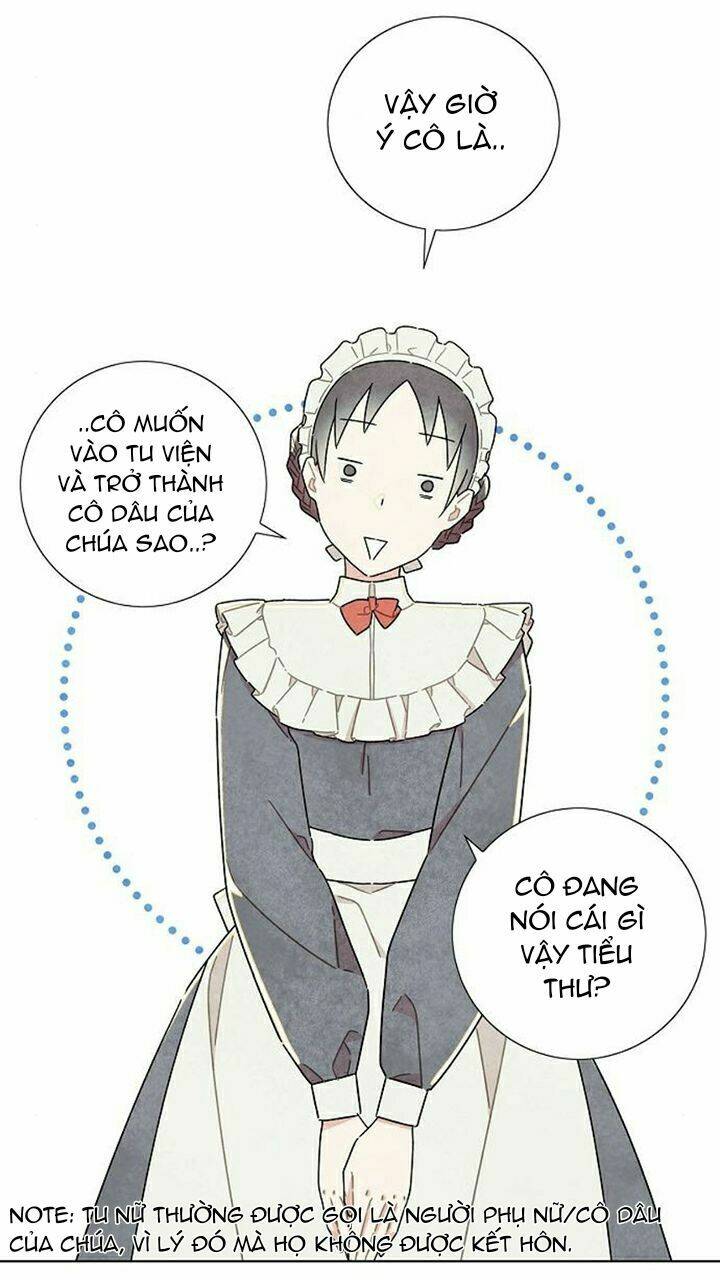 VẬY GIỜ
Ý CÔ LÀ..
..CÔ MUỐN
VÀO TU VIỆN
VÀ TRỞ THÀNH
CÔ DÂU CỦA
CHÚA SAO..?
CÔ ĐANG
NÓI CÁI GÌ
VẬY TIỂU
THƯ?
NOTE: TU NỮ THƯỜNG ĐƯỢC GỌI LÀ NGƯỜI PHỤ NỮ/CÔ DÂU
CỦA CHÚA, VÌ LÝ DO MÀ HỌ KHÔNG ĐƯỢC KẾT HÔN.